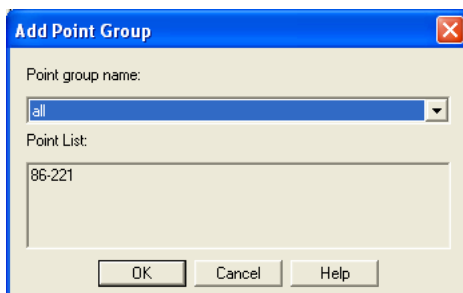 Add Point Group
Point group name:
all
Point List:
86-221
OK Cancel Help